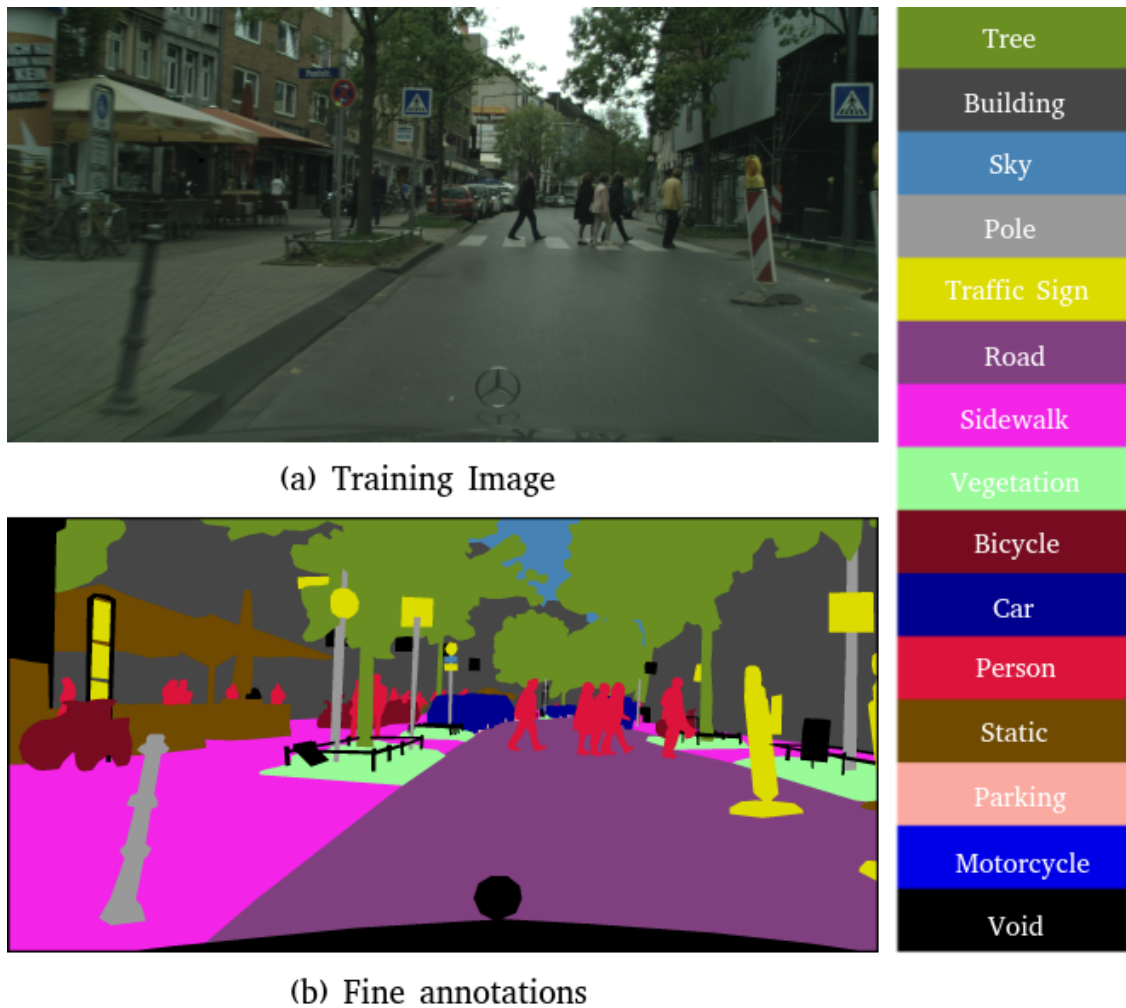 Tree
Building
Sky
Pole
Traffic Sign
Road
Sidewalk
Vegetation
Bicycle
Car
Person
Static
Parking
Motorcycle
Void
(a) Training Image
(b) Fine annotations